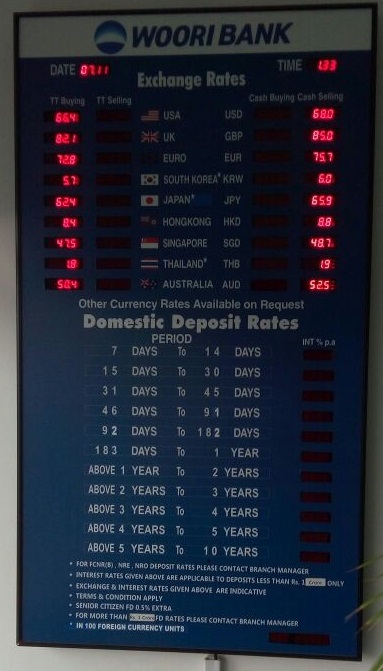 WOORI BANK
DATE 07.11 TIME 1.33
Exchange Rates
TT Buying TT Selling Cash Buying Cash Selling
66.4 USA USD 68.0
82.1 UK GBP 85.0
72.8 EURO EUR 75.7
5.7 SOUTH KOREA* KRW 6.0
62.4 JAPAN* JPY 65.9
8.4 HONGKONG HKD 8.8
47.5 SINGAPORE SGD 48.7
1.8 THAILAND* THB 1.9
50.4 AUSTRALIA AUD 52.5
Other Currency Rates Available on Request
Domestic Deposit Rates
PERIOD INT % p.a
7 DAYS To 14 DAYS
15 DAYS To 30 DAYS
31 DAYS To 45 DAYS
46 DAYS To 91 DAYS
92 DAYS To 182 DAYS
183 DAYS To 1 YEAR
ABOVE 1 YEAR To 2 YEARS
ABOVE 2 YEARS To 3 YEARS
ABOVE 3 YEARS To 4 YEARS
ABOVE 4 YEARS To 5 YEARS
ABOVE 5 YEARS To 10 YEARS
• FOR FCNR(B) , NRE , NRO DEPOSIT RATES PLEASE CONTACT BRANCH MANAGER
• INTEREST RATES GIVEN ABOVE ARE APPLICABLE TO DEPOSITS LESS THAN Rs. 1 Crore ONLY
• EXCHANGE & INTEREST RATES GIVEN ABOVE ARE INDICATIVE
• TERMS & CONDITION APPLY
• SENIOR CITIZEN FD 0.5% EXTRA
• FOR MORE THAN Rs. 1 Crore FD RATES PLEASE CONTACT BRANCH MANAGER
* IN 100 FOREIGN CURRENCY UNITS